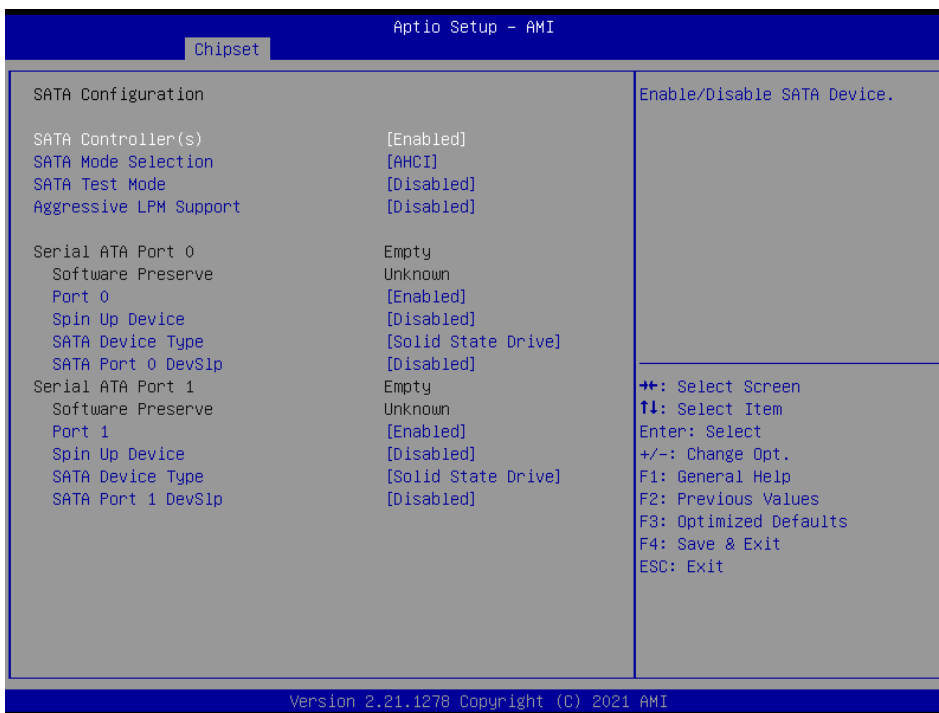 Aptio Setup – AMI
Chipset
SATA Configuration
Enable/Disable SATA Device.
SATA Controller(s) [Enabled]
SATA Mode Selection [AHCI]
SATA Test Mode [Disabled]
Aggressive LPM Support [Disabled]
Serial ATA Port 0 Empty
Software Preserve Unknown
Port 0 [Enabled]
Spin Up Device [Disabled]
SATA Device Type [Solid State Drive]
SATA Port 0 DevSlp [Disabled]
Serial ATA Port 1 Empty
Software Preserve Unknown
Port 1 [Enabled]
Spin Up Device [Disabled]
SATA Device Type [Solid State Drive]
SATA Port 1 DevSlp [Disabled]
→←: Select Screen
↑↓: Select Item
Enter: Select
+/-: Change Opt.
F1: General Help
F2: Previous Values
F3: Optimized Defaults
F4: Save & Exit
ESC: Exit
Version 2.21.1278 Copyright (C) 2021 AMI